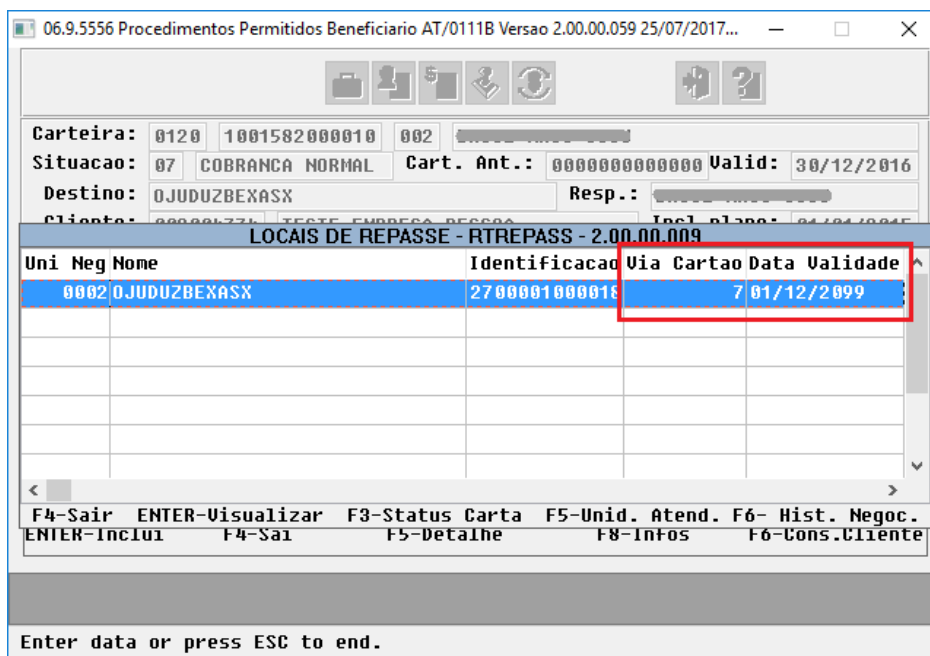 06.9.5556 Procedimentos Permitidos Beneficiario AT/0111B Versao 2.00.00.059 25/07/2017...
Carteira: 0120 1001582000010 002
Situacao: 07 COBRANCA NORMAL Cart. Ant.: 0000000000000 Valid: 30/12/2016
Destino: OJUDUZBEXASX Resp.:
LOCAIS DE REPASSE - RTREPASS - 2.00.00.009
Uni Neg Nome Identificacao Via Cartao Data Validade
0002 OJUDUZBEXASX 2700001000018 7 01/12/2099
F4-Sair ENTER-Visualizar F3-Status Carta F5-Unid. Atend. F6- Hist. Negoc.
ENTER-Inclui F4-Sai F5-Detalhe F8-Infos F6-Cons.Cliente
Enter data or press ESC to end.